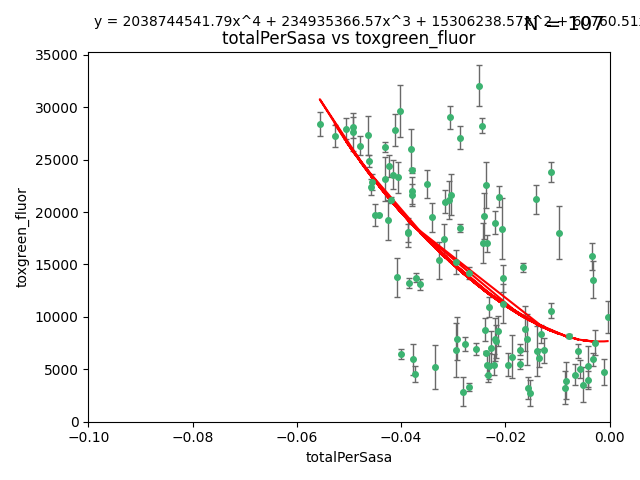 y = 2038744541.79x^4 + 234935366.57x^3 + 15306238.57x^2 +
N = 107
totalPerSasa vs toxgreen_fluor
35000
30000
25000
20000
15000
10000
5000
0
toxgreen_fluor
−0.10 −0.08 −0.06 −0.04 −0.02 0.00
totalPerSasa